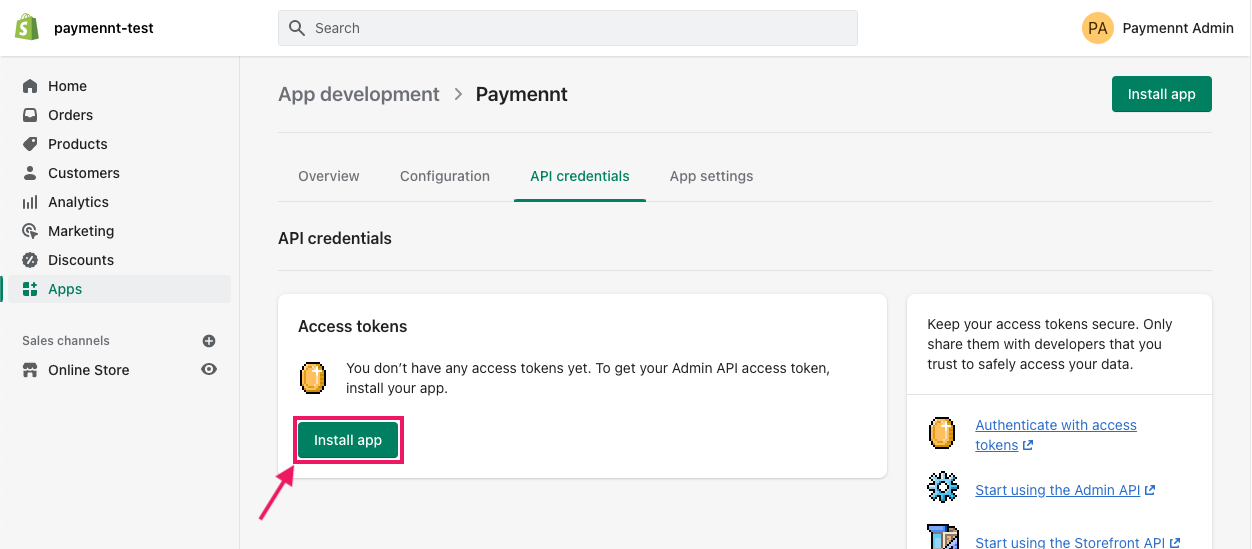 paymennt-test
Search
PA
Paymennt Admin
Home
Orders
Products
Customers
Analytics
Marketing
Discounts
Apps
Sales channels
Online Store
App development
Paymennt
Install app
Overview
Configuration
API credentials
App settings
API credentials
Access tokens
You don’t have any access tokens yet. To get your Admin API access token,
install your app.
Install app
Keep your access tokens secure. Only
share them with developers that you
trust to safely access your data.
Authenticate with access
tokens
Start using the Admin API
Start using the Storefront API